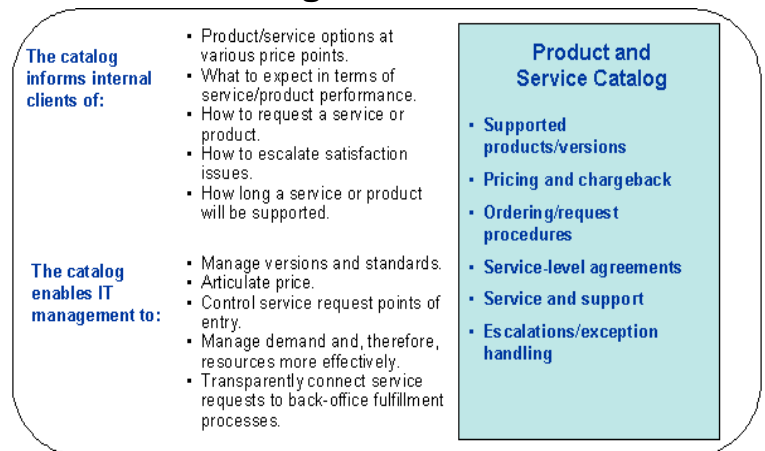 The catalog
informs internal
clients of:
▪ Product/service options at
various price points.
▪ What to expect in terms of
service/product performance.
▪ How to request a service or
product.
▪ How to escalate satisfaction
issues.
▪ How long a service or product
will be supported.
The catalog
enables IT
management to:
▪ Manage versions and standards.
▪ Articulate price.
▪ Control service request points of
entry.
▪ Manage demand and, therefore,
resources more effectively.
▪ Transparently connect service
requests to back-office fulfillment
processes.
Product and
Service Catalog
▪ Supported
products/versions
▪ Pricing and chargeback
▪ Ordering/request
procedures
▪ Service-level agreements
▪ Service and support
▪ Escalations/exception
handling